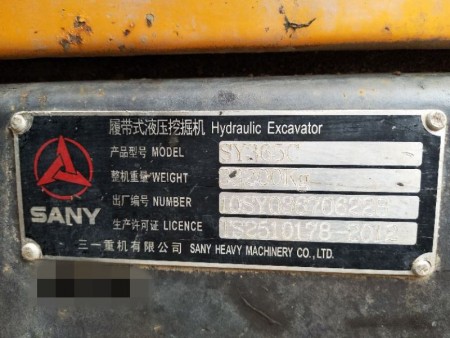 履带式液压挖掘机 Hydraulic Excavator
产品型号 MODEL
整机重量 WEIGHT
出厂编号 NUMBER
生产许可证 LICENCE TS2510178-2012
三一重机有限公司 SANY HEAVY MACHINERY CO., LTD.
SANY